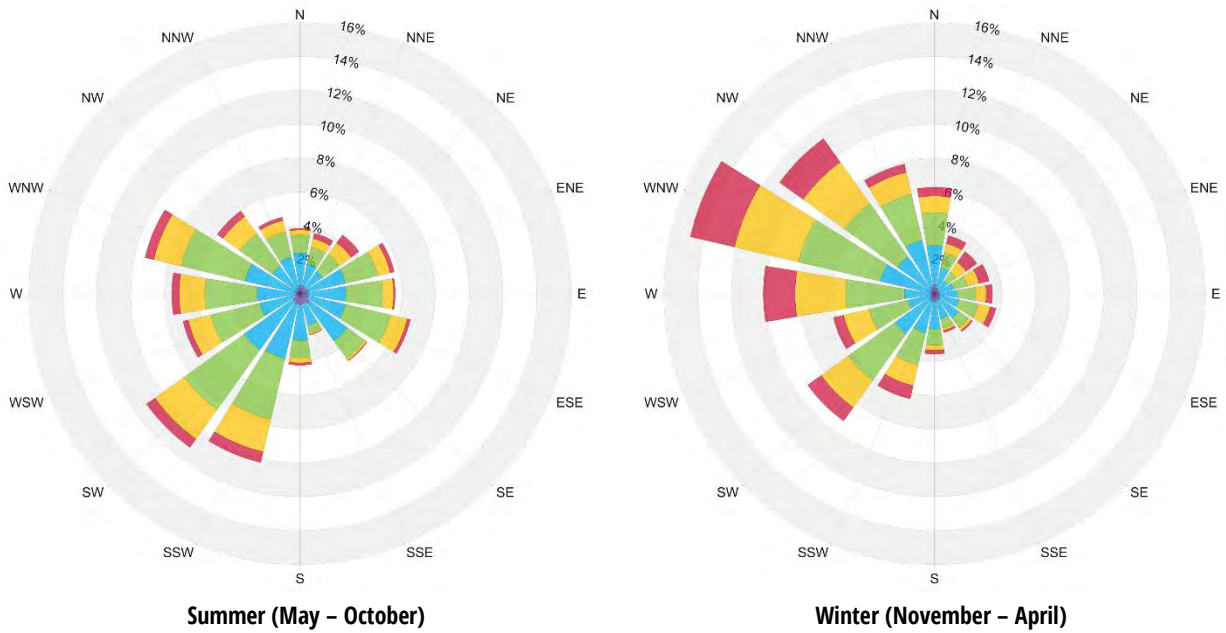 N
NNE
NE
ENE
E
ESE
SE
SSE
S
SSW
SW
WSW
W
WNW
NW
NNW
16%
14%
12%
10%
8%
6%
4%
2%
Summer (May – October)
N
NNE
NE
ENE
E
ESE
SE
SSE
S
SSW
SW
WSW
W
WNW
NW
NNW
16%
14%
12%
10%
8%
6%
4%
2%
Winter (November – April)